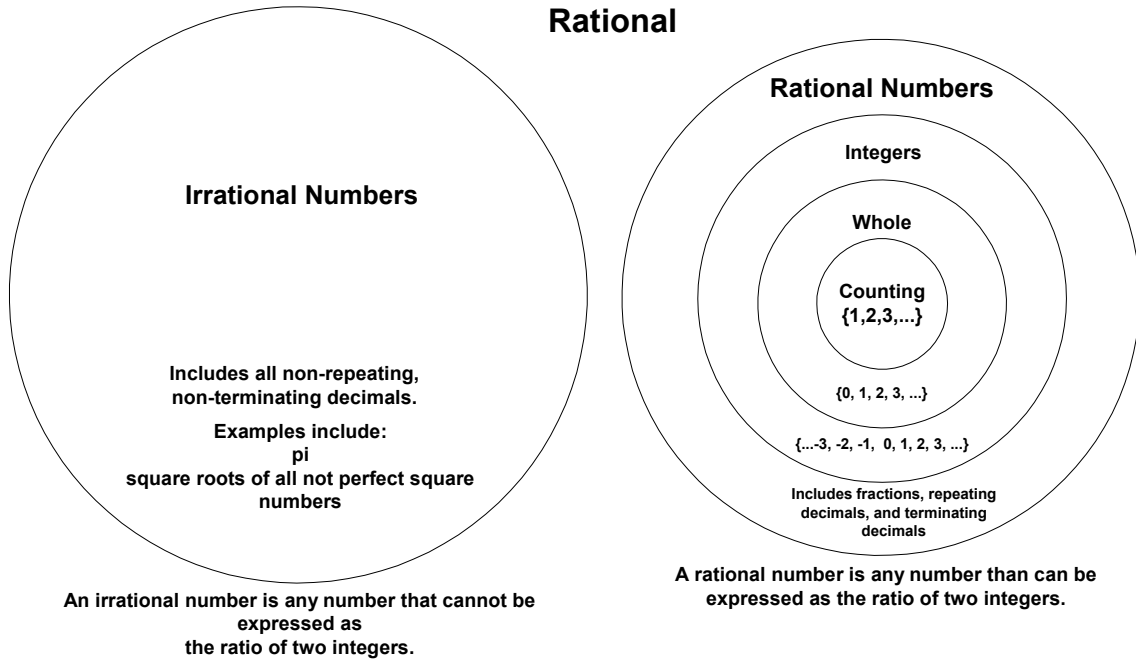 Rational
Irrational Numbers
Includes all non-repeating,
non-terminating decimals.
Examples include:
pi
square roots of all not perfect square
numbers
An irrational number is any number that cannot be
expressed as
the ratio of two integers.
Rational Numbers
Integers
Whole
Counting
{1,2,3,...}
{0, 1, 2, 3, ...}
{...-3, -2, -1, 0, 1, 2, 3, ...}
Includes fractions, repeating
decimals, and terminating
decimals
A rational number is any number than can be
expressed as the ratio of two integers.